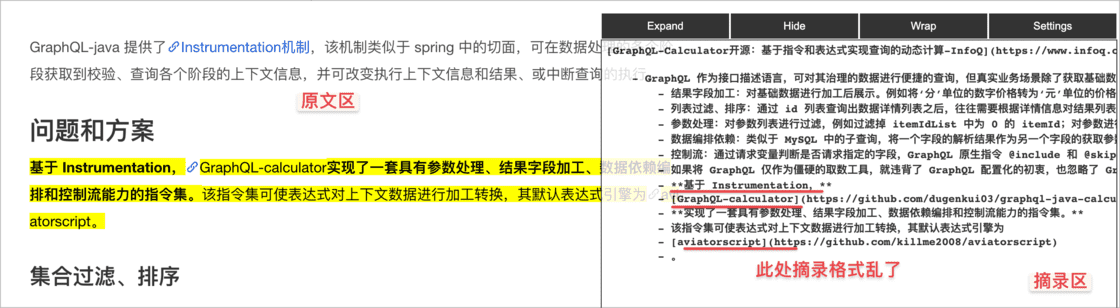 GraphQL-java 提供了 Instrumentation机制，该机制类似于 spring 中的切面，可在数据处理的各个阶
段获取到校验、查询各个阶段的上下文信息，并可改变执行上下文信息和结果、或中断查询的执行
原文区
问题和方案
基于 Instrumentation， GraphQL-calculator实现了一套具有参数处理、结果字段加工、数据依赖编
排和控制流能力的指令集。该指令集可使表达式对上下文数据进行加工转换，其默认表达式引擎为
atorscript。
集合过滤、排序
Expand Hide Wrap Settings
[GraphQL-Calculator开源：基于指令和表达式实现查询的动态计算-InfoQ](https://www.infoq.c
- GraphQL 作为接口描述语言，可对其治理的数据进行便捷的查询，但真实业务场景除了获取基础数
- 结果字段加工：对基础数据进行加工后展示。例如将‘分’单位的数字价格转为‘元’单位的价格
- 列表过滤、排序：通过 id 列表查询出数据详情列表之后，往往需要根据详情信息对结果列表
- 参数处理：对参数列表进行过滤，例如过滤掉 itemIdList 中为 0 的 itemId；对参数进
- 数据编排依赖：类似于 MySQL 中的子查询，将一个字段的解析结果作为另一个字段的获取参
- 控制流：通过请求变量判断是否请求指定的字段，GraphQL 原生指令 @include 和 @skip
- 如果将 GraphQL 仅作为僵硬的取数工具，就违背了 GraphQL 配置化的初衷，也忽略了 Gr
- **基于 Instrumentation，**
- [GraphQL-calculator](https://github.com/dugenkui03/graphql-java-calcu
- **实现了一套具有参数处理、结果字段加工、数据依赖编排和控制流能力的指令集。**
- 该指令集可使表达式对上下文数据进行加工转换，其默认表达式引擎为
- [aviatorscript](https://github.com/killme2008/aviatorscript)
- 。
此处摘录格式乱了
摘录区